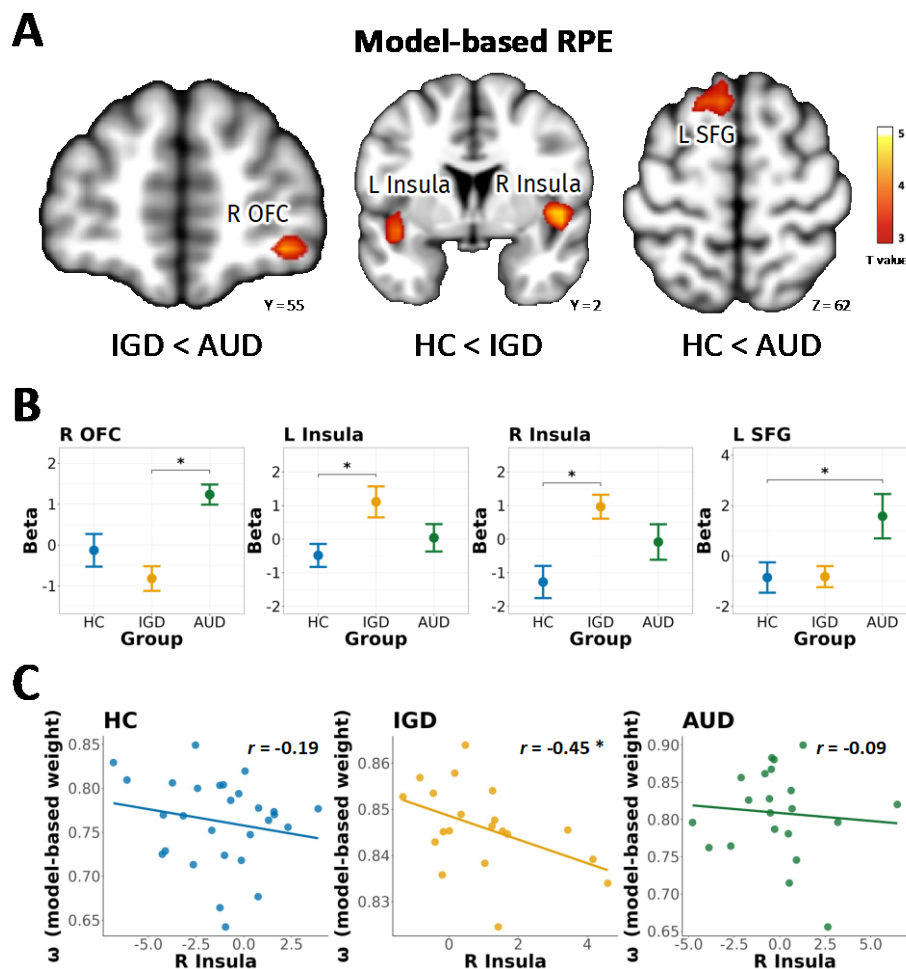 A
Model-based RPE
R OFC
Y = 55
L Insula
R Insula
Y = 2
L SFG
Z = 62
5
4
3
T value
IGD < AUD
HC < IGD
HC < AUD
B
R OFC
L Insula
R Insula
L SFG
*
*
*
*
Beta
2
1
0
-1
HC
IGD
AUD
Group
Beta
2
1
0
-1
-2
HC
IGD
AUD
Group
Beta
2
1
0
-1
-2
HC
IGD
AUD
Group
Beta
4
2
0
-2
HC
IGD
AUD
Group
C
HC
r = -0.19
ω (model-based weight)
0.85
0.80
0.75
0.70
0.65
-5.0
-2.5
0.0
2.5
R Insula
IGD
r = -0.45 *
ω (model-based weight)
0.86
0.85
0.84
0.83
0
2
4
R Insula
AUD
r = -0.09
ω (model-based weight)
0.90
0.85
0.80
0.75
0.70
0.65
-5.0
-2.5
0.0
2.5
5.0
R Insula